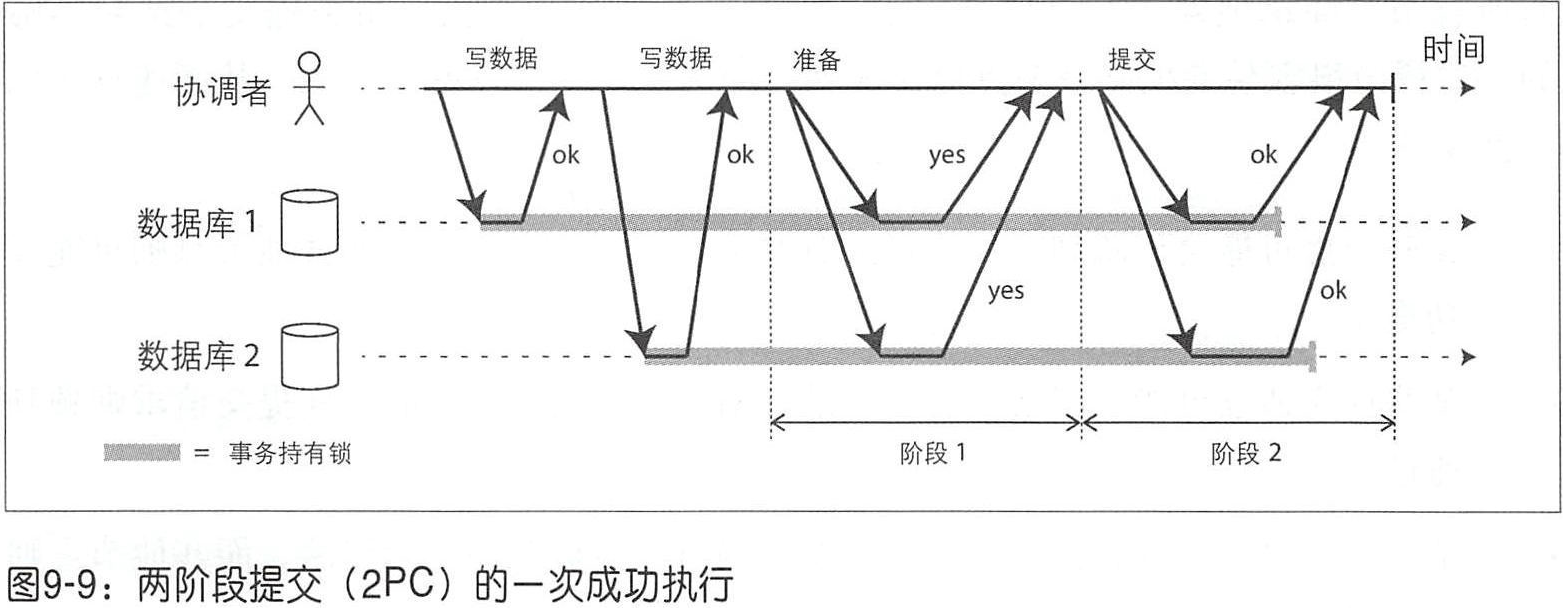 写数据 写数据 准备 提交 时间
协调者
ok ok yes ok
数据库 1
yes ok
数据库 2
= 事务持有锁 阶段 1 阶段 2
图9-9：两阶段提交（2PC）的一次成功执行